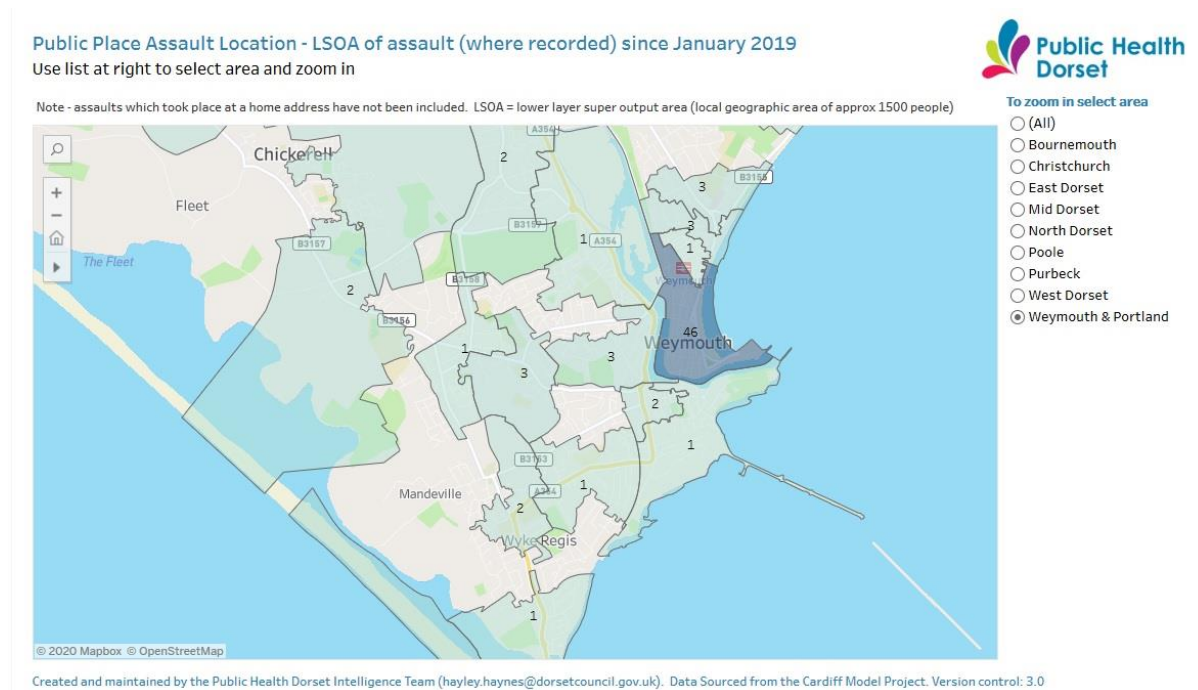 Public Place Assault Location - LSOA of assault (where recorded) since January 2019
Use list at right to select area and zoom in
Note - assaults which took place at a home address have not been included. LSOA = lower layer super output area (local geographic area of approx 1500 people)
Public Health
Dorset
To zoom in select area
(All)
Bournemouth
Christchurch
East Dorset
Mid Dorset
North Dorset
Poole
Purbeck
West Dorset
Weymouth & Portland
A354
Chickerell
2
3
B3155
Fleet
B3157
1
A354
3
B3157
1
The Fleet
B3158
Weymouth
2
B3156
46
Weymouth
1
3
3
2
1
B3153
Mandeville
A354
1
2
Wyke Regis
1
© 2020 Mapbox © OpenStreetMap
Created and maintained by the Public Health Dorset Intelligence Team (hayley.haynes@dorsetcouncil.gov.uk). Data Sourced from the Cardiff Model Project. Version control: 3.0